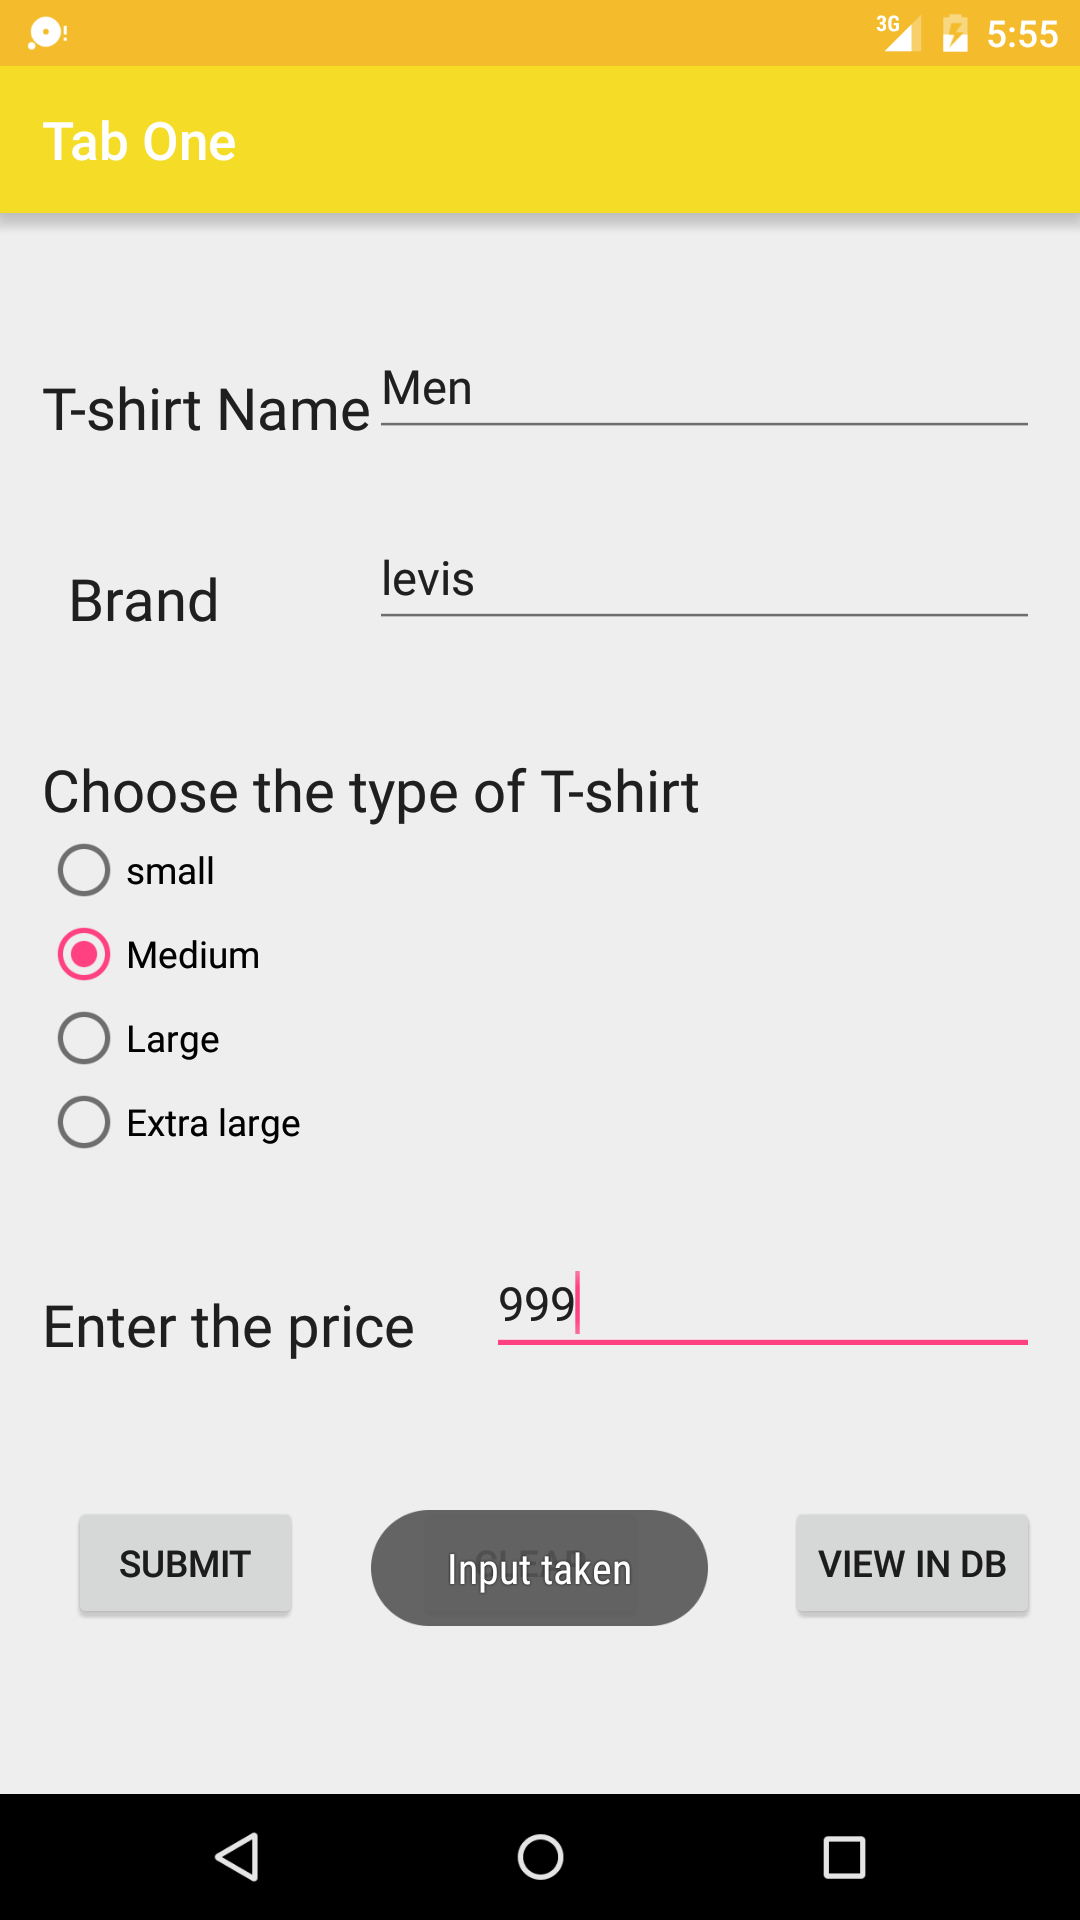 3G 5:55
Tab One
T-shirt Name Men
Brand levis
Choose the type of T-shirt
small
Medium
Large
Extra large
Enter the price 999
SUBMIT Input taken VIEW IN DB